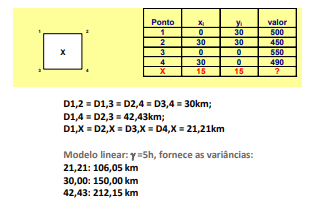 1 2
X
3 4
Ponto xi yi valor
1 0 30 500
2 30 30 450
3 0 0 550
4 30 0 490
X 15 15 ?
D1,2 = D1,3 = D2,4 = D3,4 = 30km;
D1,4 = D2,3 = 42,43km;
D1,X = D2,X = D3,X = D4,X = 21,21km
Modelo linear: γ =5h, fornece as variâncias:
21,21: 106,05 km
30,00: 150,00 km
42,43: 212,15 km